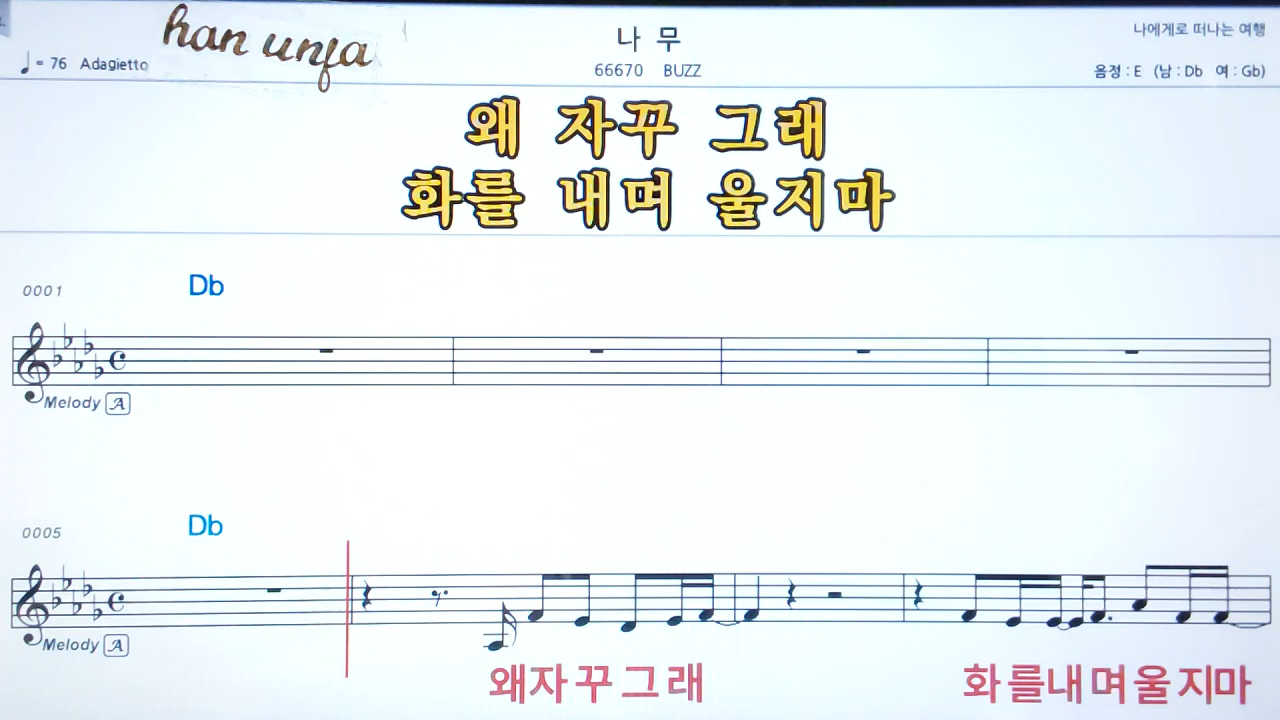 han unja
나 무
나에게로 떠나는 여행
♩ = 76 Adagietto
66670 BUZZ
음정 : E (남 : Db 여 : Gb)
왜 자꾸 그래
화를 내며 울지마
0001
Db
Melody A
0005
Db
Melody A
왜자꾸그래 화를내며울지마